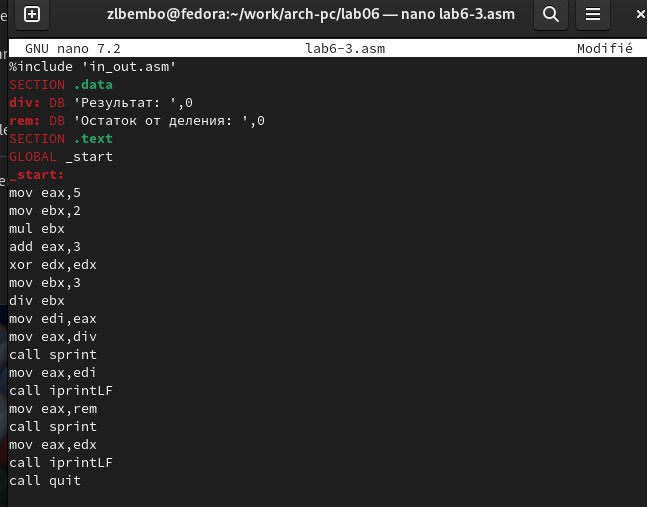 zlbembo@fedora:~/work/arch-pc/lab06 — nano lab6-3.asm
GNU nano 7.2 lab6-3.asm Modifié
%include 'in_out.asm'
SECTION .data
div: DB 'Результат: ',0
rem: DB 'Остаток от деления: ',0
SECTION .text
GLOBAL _start
_start:
mov eax,5
mov ebx,2
mul ebx
add eax,3
xor edx,edx
mov ebx,3
div ebx
mov edi,eax
mov eax,div
call sprint
mov eax,edi
call iprintLF
mov eax,rem
call sprint
mov eax,edx
call iprintLF
call quit